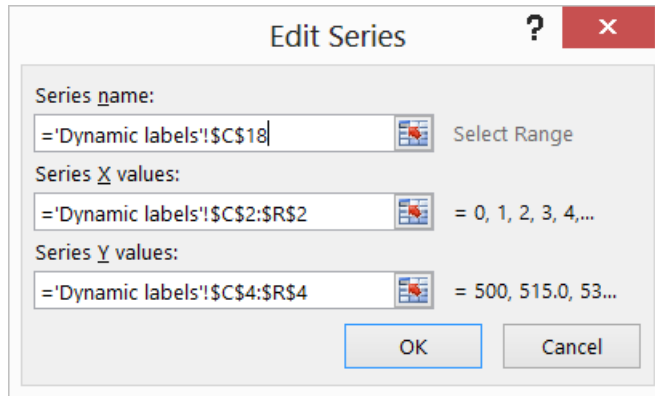 Edit Series ? ×
Series name:
='Dynamic labels'!$C$18 Select Range
Series X values:
='Dynamic labels'!$C$2:$R$2 = 0, 1, 2, 3, 4,...
Series Y values:
='Dynamic labels'!$C$4:$R$4 = 500, 515.0, 53...
OK Cancel